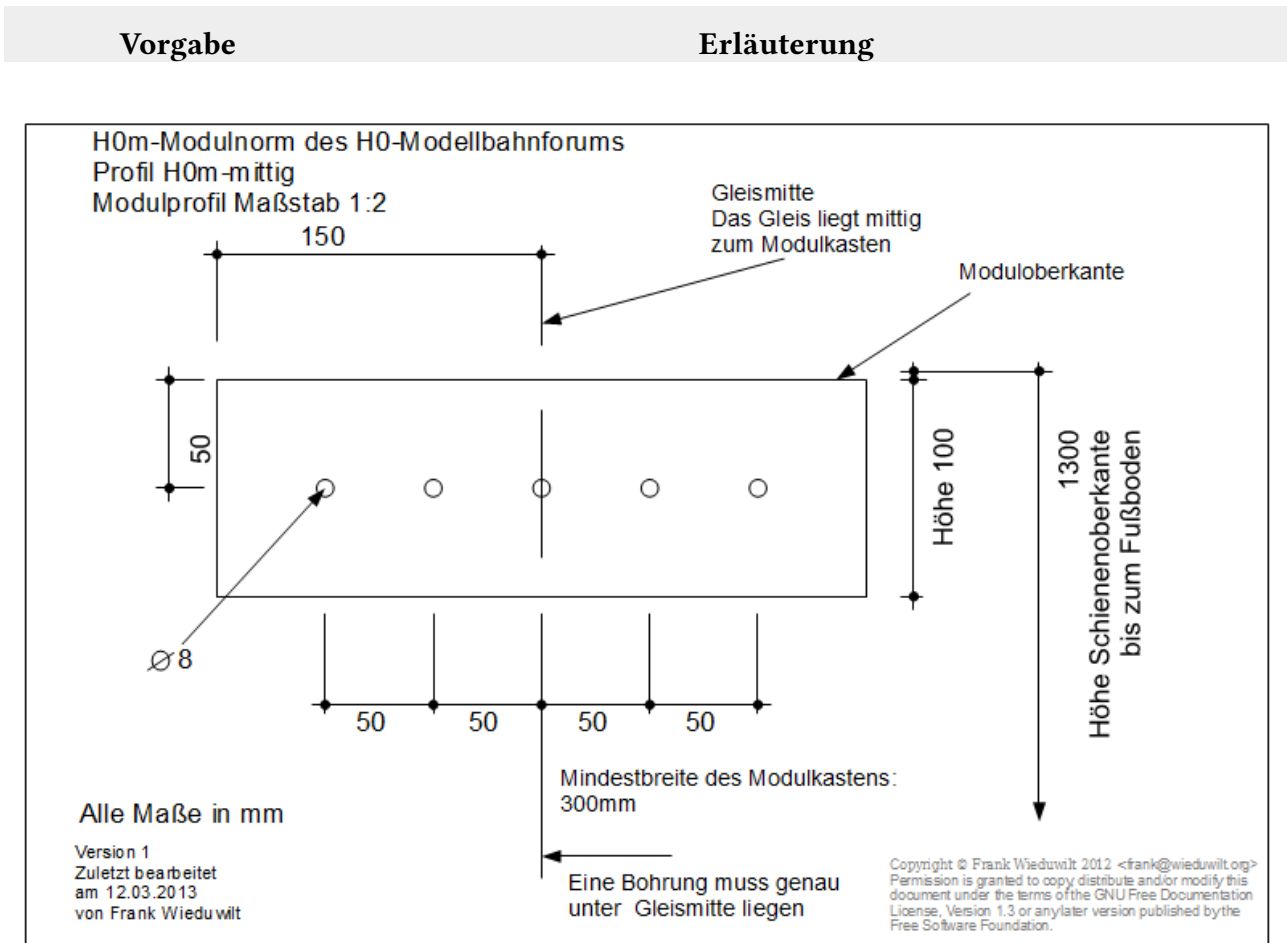 Vorgabe Erläuterung
H0m-Modulnorm des H0-Modellbahnforums
Profil H0m-mittig
Modulprofil Maßstab 1:2
150
Gleismitte
Das Gleis liegt mittig
zum Modulkasten
Moduloberkante
50
Höhe 100
1300
Höhe Schienenoberkante
bis zum Fußboden
⌀8
50 50 50 50
Mindestbreite des Modulkastens:
300mm
Alle Maße in mm
Version 1
Zuletzt bearbeitet
am 12.03.2013
von Frank Wieduwilt
Eine Bohrung muss genau
unter Gleismitte liegen
Copyright © Frank Wieduwilt 2012 <frank@wieduwilt.org>
Permission is granted to copy, distribute and/or modify this
document under the terms of the GNU Free Documentation
License, Version 1.3 or any later version published by the
Free Software Foundation.